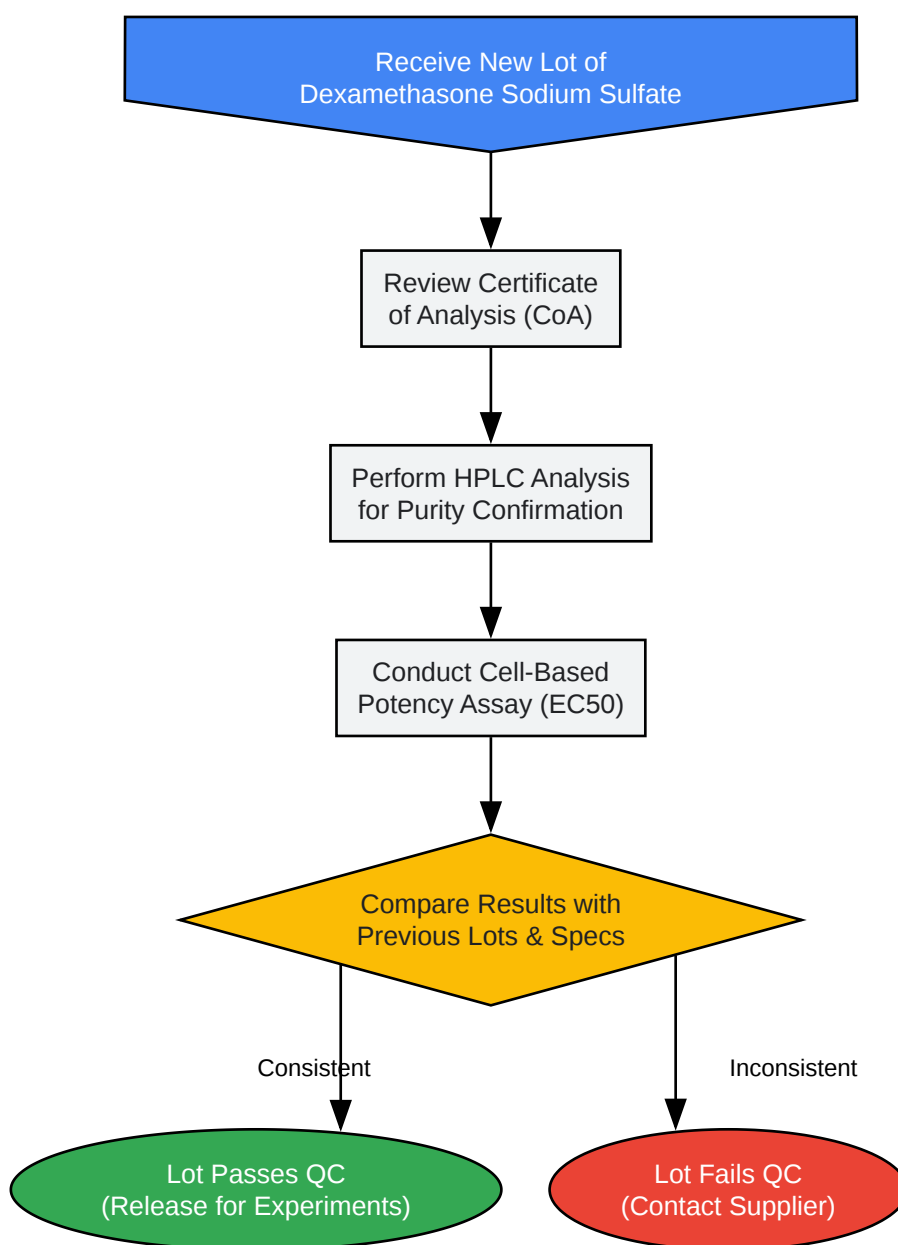 Receive New Lot of
Dexamethasone Sodium Sulfate
Review Certificate
of Analysis (CoA)
Perform HPLC Analysis
for Purity Confirmation
Conduct Cell-Based
Potency Assay (EC50)
Compare Results with
Previous Lots & Specs
Consistent
Inconsistent
Lot Passes QC
(Release for Experiments)
Lot Fails QC
(Contact Supplier)